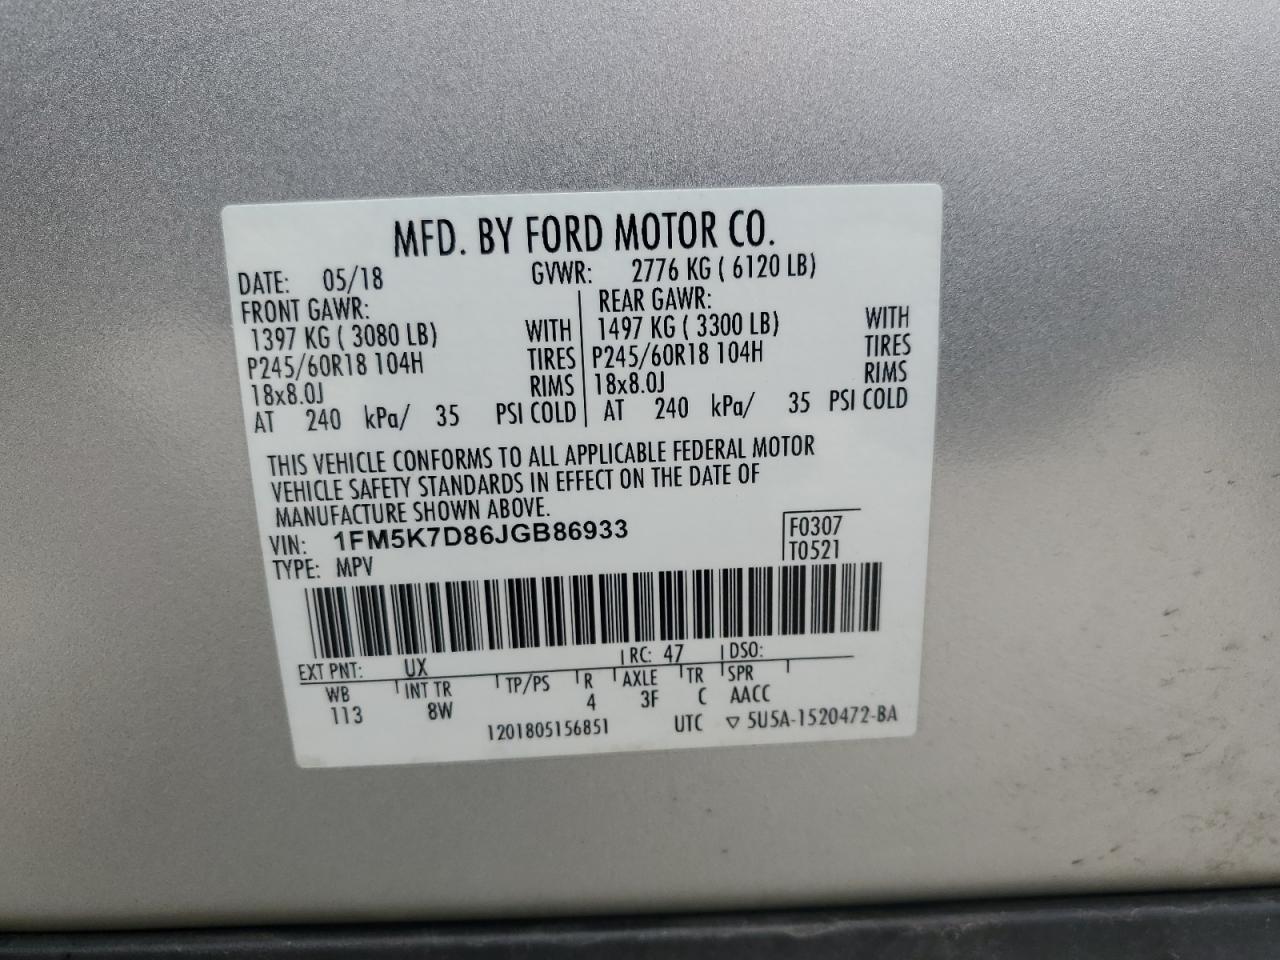 MFD. BY FORD MOTOR CO.
DATE: 05/18 GVWR: 2776 KG ( 6120 LB)
FRONT GAWR: REAR GAWR:
1397 KG ( 3080 LB) WITH 1497 KG ( 3300 LB) WITH
P245/60R18 104H TIRES P245/60R18 104H TIRES
18x8.0J RIMS 18x8.0J RIMS
AT 240 kPa/ 35 PSI COLD AT 240 kPa/ 35 PSI COLD
THIS VEHICLE CONFORMS TO ALL APPLICABLE FEDERAL MOTOR
VEHICLE SAFETY STANDARDS IN EFFECT ON THE DATE OF
MANUFACTURE SHOWN ABOVE.
VIN: 1FM5K7D86JGB86933 F0307
TYPE: MPV T0521
EXT PNT: UX RC: 47 DSO:
WB INT TR TP/PS R AXLE TR SPR
113 8W 4 3F C AACC
1201805156851 UTC ▽ 5U5A-1520472-BA